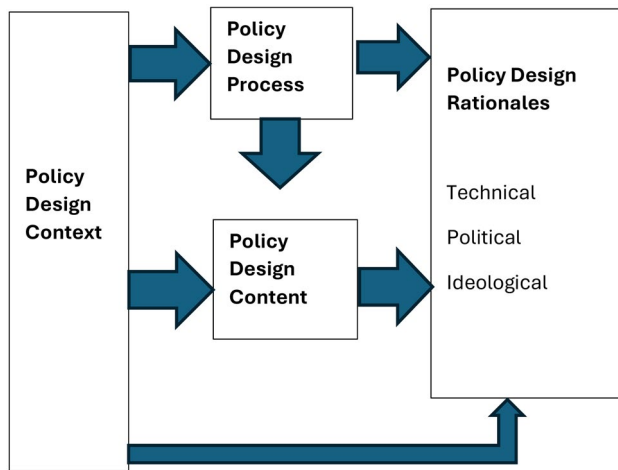 Policy
Design
Context
Policy
Design
Process
Policy
Design
Content
Policy Design
Rationales
Technical
Political
Ideological